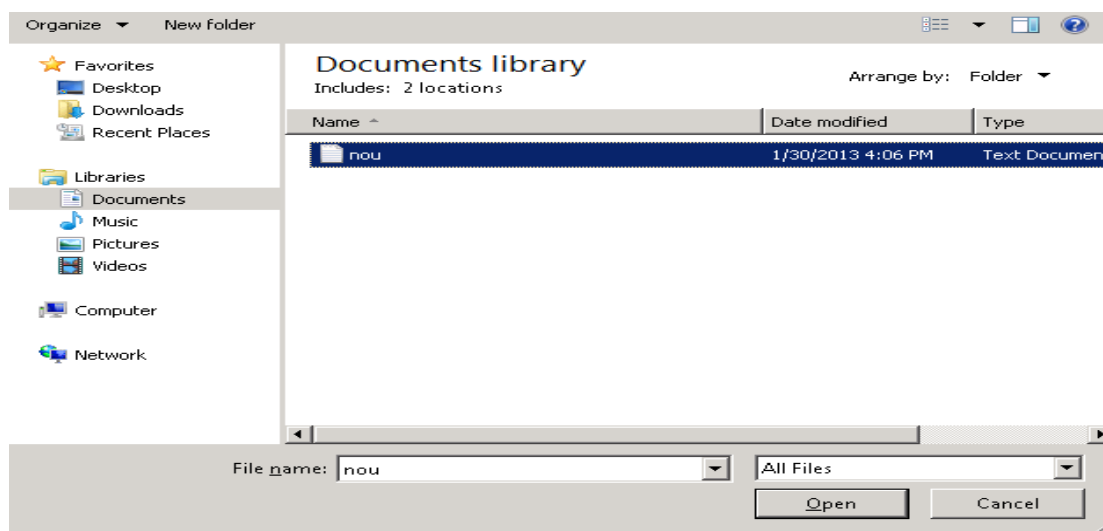 Organize New folder
Favorites
Desktop
Downloads
Recent Places
Libraries
Documents
Music
Pictures
Videos
Computer
Network
Documents library
Includes: 2 locations
Arrange by: Folder
Name Date modified Type
nou 1/30/2013 4:06 PM Text Documen
File name: nou All Files
Open Cancel